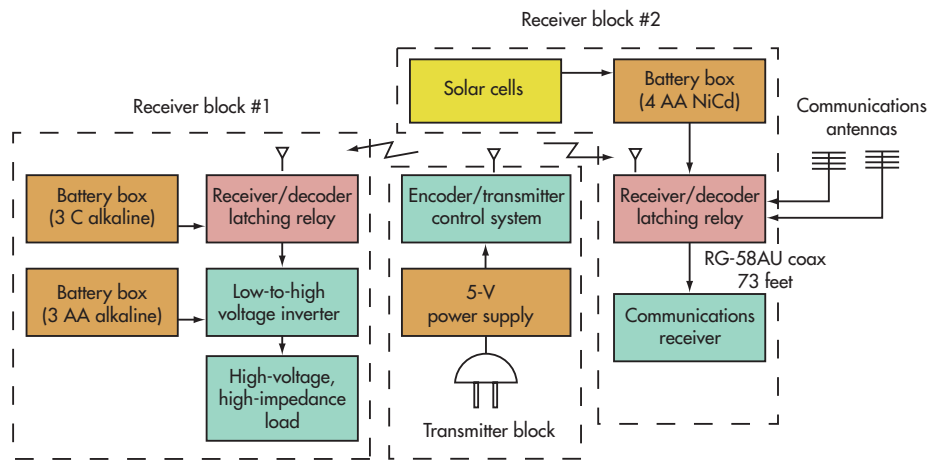 Receiver block #2
Solar cells
Battery box
(4 AA NiCd)
Communications
antennas
Receiver block #1
Battery box
(3 C alkaline)
Receiver/decoder
latching relay
Encoder/transmitter
control system
Receiver/decoder
latching relay
RG-58AU coax
73 feet
Battery box
(3 AA alkaline)
Low-to-high
voltage inverter
5-V
power supply
Communications
receiver
High-voltage,
high-impedance
load
Transmitter block